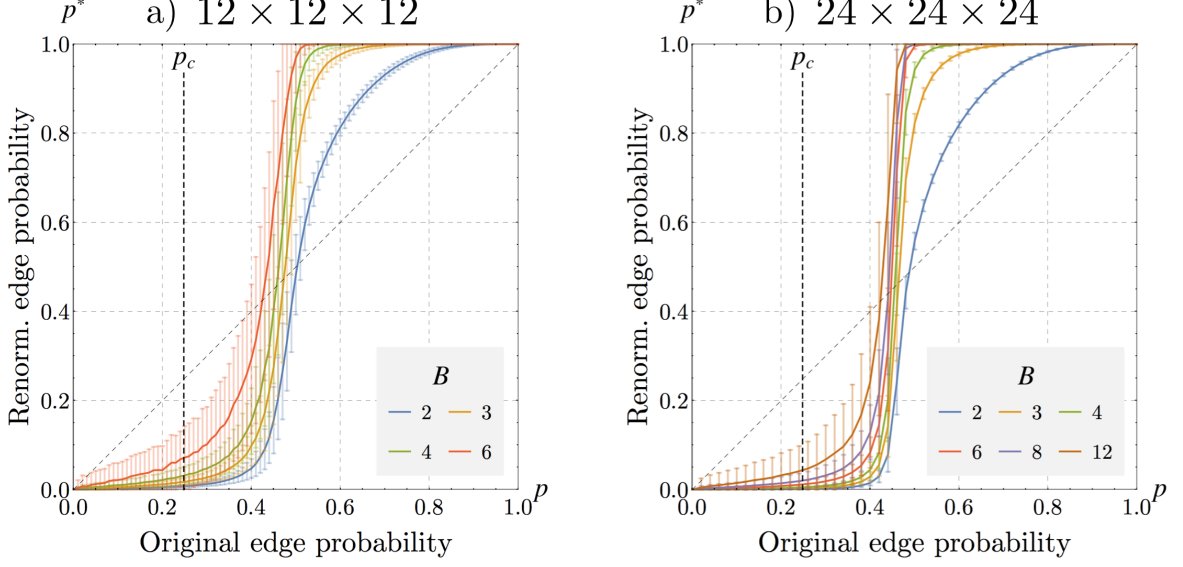 p* a) 12 × 12 × 12
1.0
0.8
0.6
0.4
0.2
0.0
0.0 0.2 0.4 0.6 0.8 1.0 p
p_c
Renorm. edge probability
Original edge probability
B
2 3
4 6
p* b) 24 × 24 × 24
1.0
0.8
0.6
0.4
0.2
0.0
0.0 0.2 0.4 0.6 0.8 1.0 p
p_c
Renorm. edge probability
Original edge probability
B
2 3 4
6 8 12